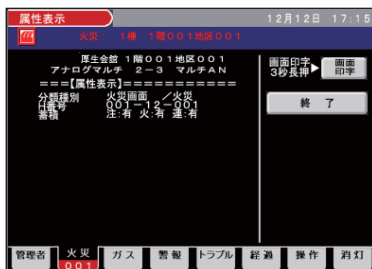 属性表示 12月12日 17:15
火災 1棟 1階001地区001
厚生会館 1階001地区001
アナログマルチ 2-3 マルチAN
===【属性表示】===========
分類種別 火災画面 /火災
001-12-001
蓄積 注:有 火:有 連:有
画面印字
3秒長押▶
画面
印字
終 了
管理者 火災 ガス 警報 トラブル 経過 操作 消灯
001